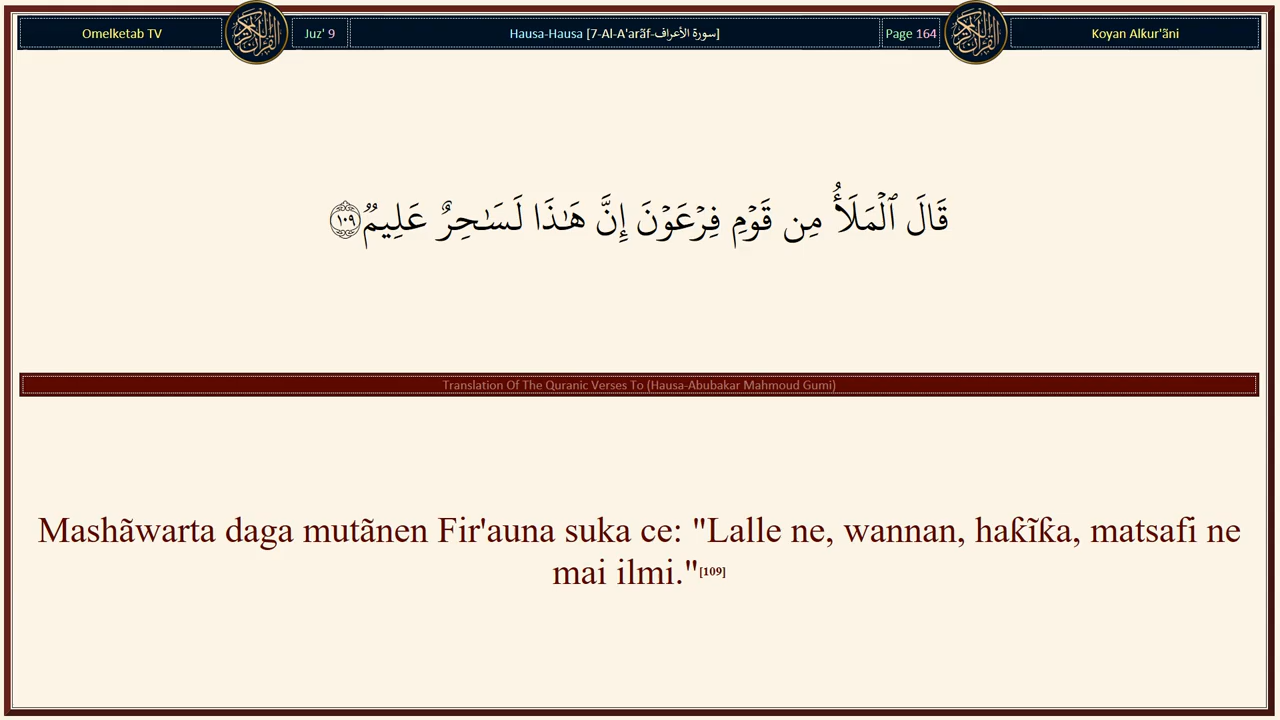 Omelketab TV
Juz' 9
Hausa-Hausa [7-Al-A'arãf-سورة الأعراف]
Page 164
Koyan Alƙur'ãni
قَالَ ٱلْمَلَأُ مِن قَوْمِ فِرْعَوْنَ إِنَّ هَـٰذَا لَسَـٰحِرٌ عَلِيمٌ ١٠٩
Translation Of The Quranic Verses To (Hausa-Abubakar Mahmoud Gumi)
Mashãwarta daga mutãnen Fir'auna suka ce: "Lalle ne, wannan, haƙĩƙa, matsafi ne
mai ilmi."[109]